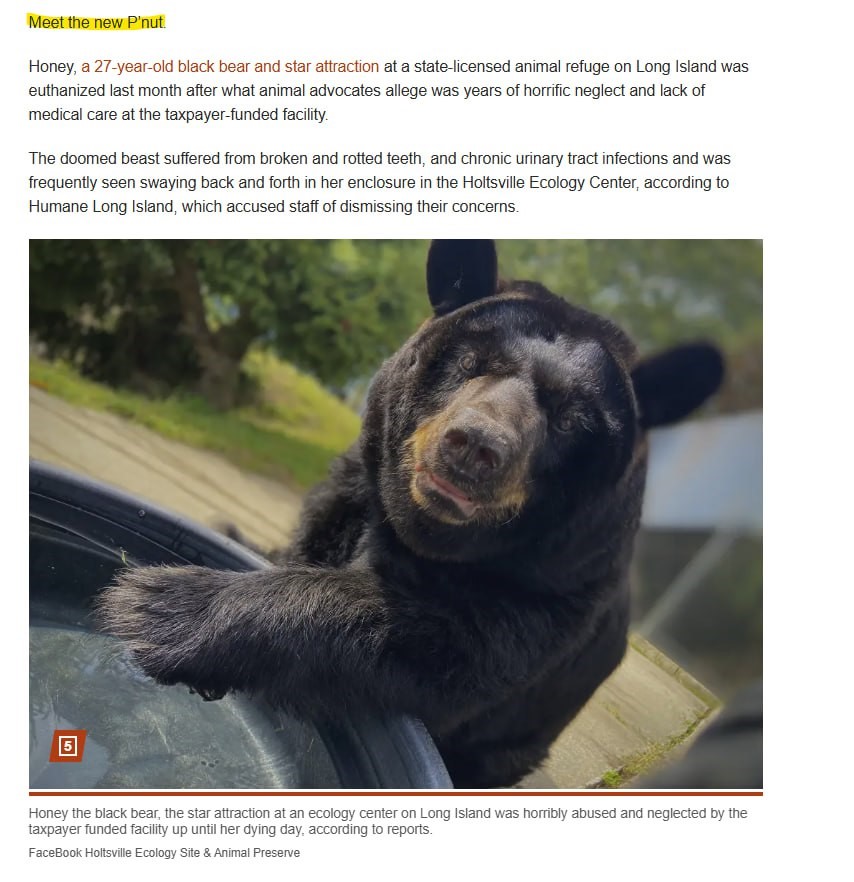 Meet the new P'nut.
Honey, a 27-year-old black bear and star attraction at a state-licensed animal refuge on Long Island was
euthanized last month after what animal advocates allege was years of horrific neglect and lack of
medical care at the taxpayer-funded facility.
The doomed beast suffered from broken and rotted teeth, and chronic urinary tract infections and was
frequently seen swaying back and forth in her enclosure in the Holtsville Ecology Center, according to
Humane Long Island, which accused staff of dismissing their concerns.
5
Honey the black bear, the star attraction at an ecology center on Long Island was horribly abused and neglected by the
taxpayer funded facility up until her dying day, according to reports.
FaceBook Holtsville Ecology Site & Animal Preserve